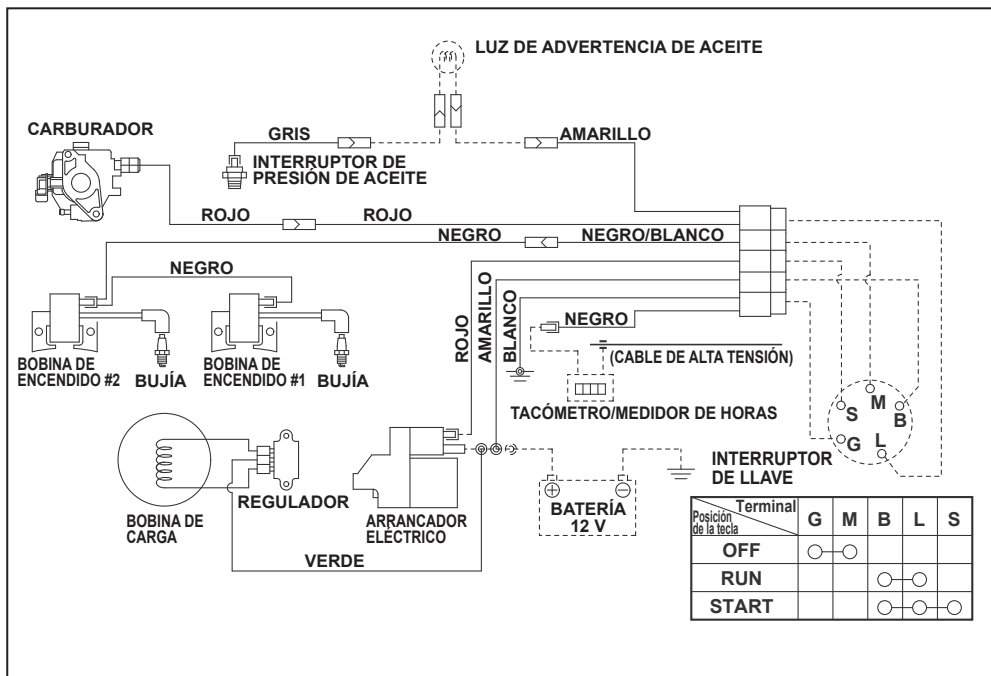 LUZ DE ADVERTENCIA DE ACEITE
CARBURADOR
GRIS
AMARILLO
INTERRUPTOR DE
PRESIÓN DE ACEITE
ROJO
ROJO
NEGRO
NEGRO/BLANCO
NEGRO
ROJO
AMARILLO
BLANCO
NEGRO
(CABLE DE ALTA TENSIÓN)
BOBINA DE
ENCENDIDO #2
BUJÍA
BOBINA DE
ENCENDIDO #1
BUJÍA
TACÓMETRO/MEDIDOR DE HORAS
S
M
B
G
L
INTERRUPTOR
DE LLAVE
REGULADOR
BOBINA DE
CARGA
ARRANCADOR
ELÉCTRICO
BATERÍA
12 V
VERDE
Terminal
Posición
de la tecla
G M B L S
OFF
RUN
START